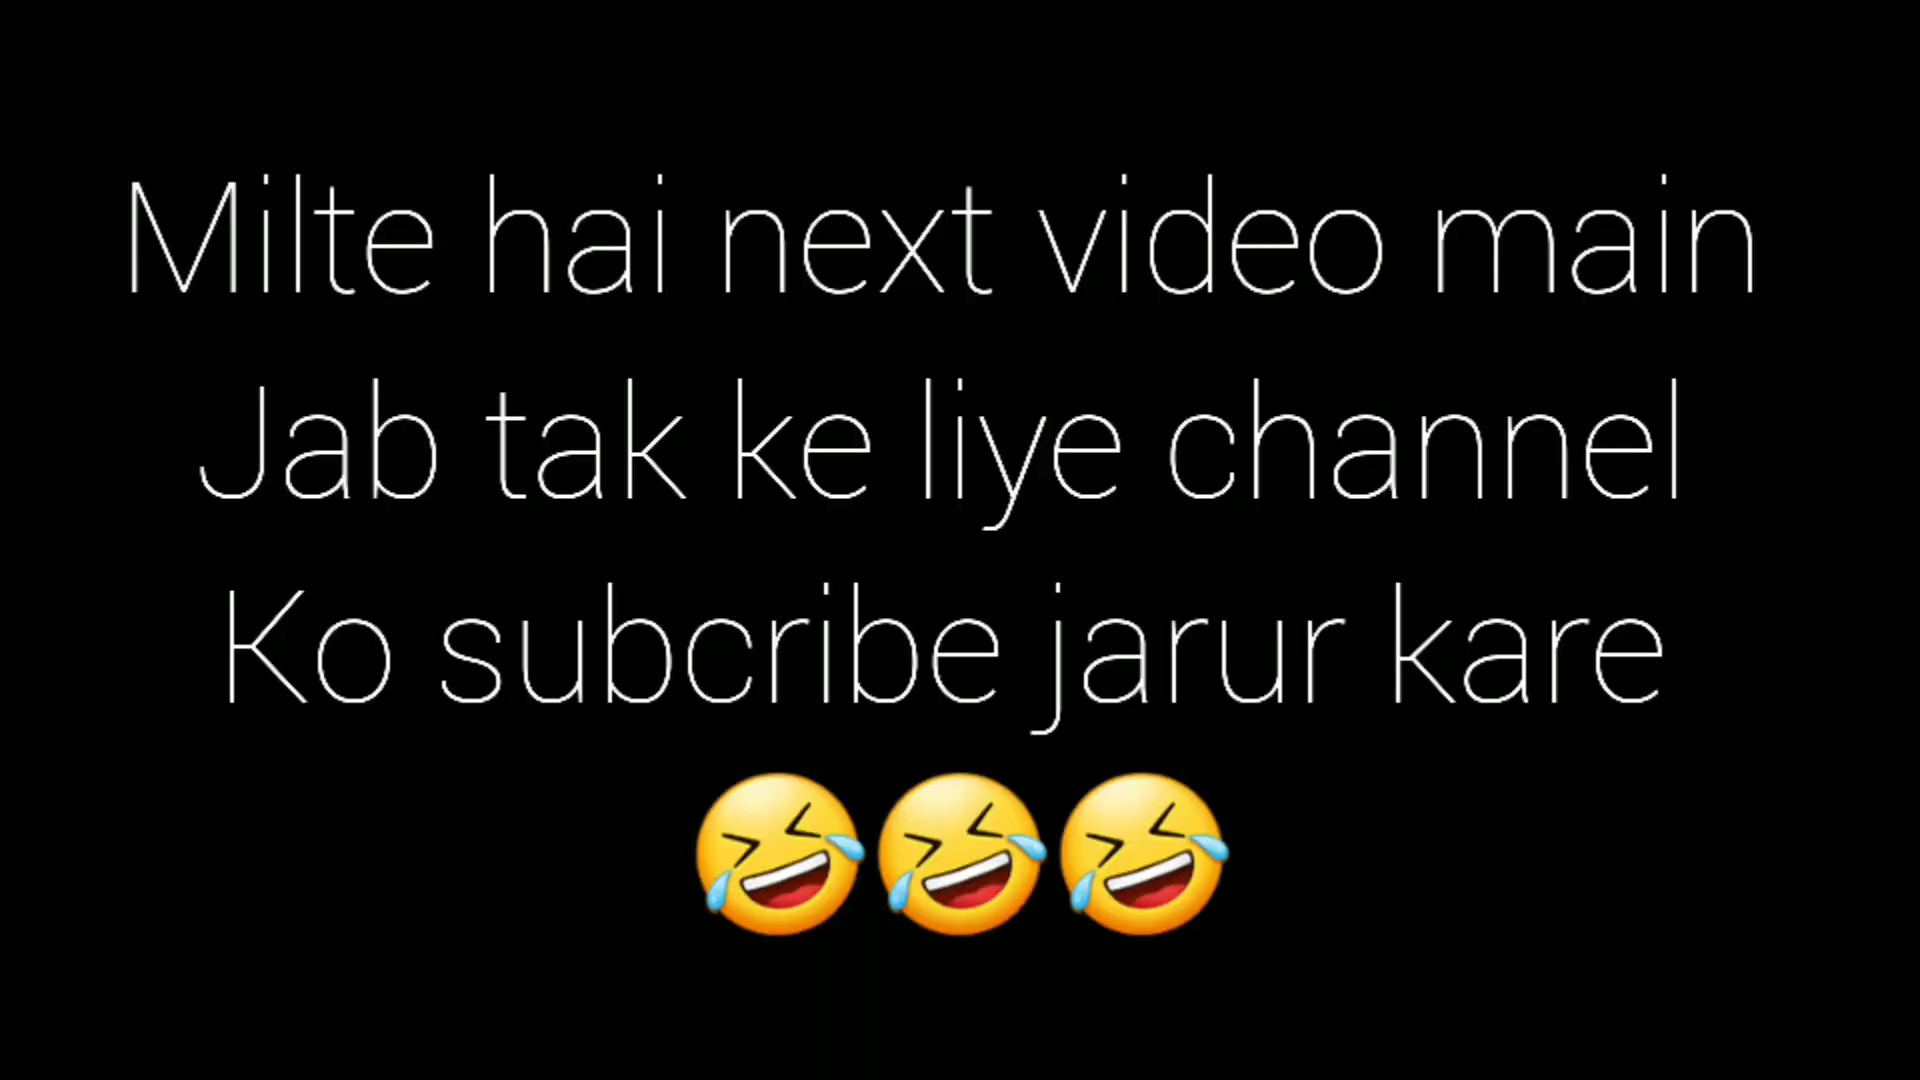 Milte hai next video main
Jab tak ke liye channel
Ko subcribe jarur kare
🤣🤣🤣